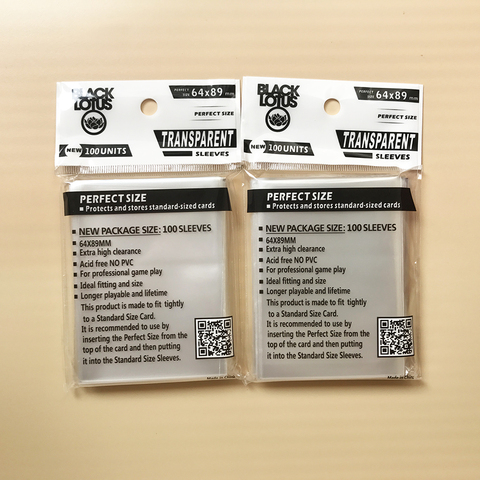 BLACK
LOTUS
PERFECT
SIZE
64x89 mm
PERFECT SIZE
TRANSPARENT
SLEEVES
NEW 100 UNITS
PERFECT SIZE
Protects and stores standard-sized cards
NEW PACKAGE SIZE: 100 SLEEVES
64X89MM
Extra high clearance
Acid free NO PVC
For professional game play
Ideal fitting and size
Longer playable and lifetime
This product is made to fit tightly
to a Standard Size Card.
It is recommended to use by
inserting the Perfect Size from the
top of the card and then putting
it into the Standard Size Sleeves.
Made in China
BLACK
LOTUS
PERFECT
SIZE
64x89 mm
PERFECT SIZE
TRANSPARENT
SLEEVES
NEW 100 UNITS
PERFECT SIZE
Protects and stores standard-sized cards
NEW PACKAGE SIZE: 100 SLEEVES
64X89MM
Extra high clearance
Acid free NO PVC
For professional game play
Ideal fitting and size
Longer playable and lifetime
This product is made to fit tightly
to a Standard Size Card.
It is recommended to use by
inserting the Perfect Size from the
top of the card and then putting
it into the Standard Size Sleeves.
Made in China